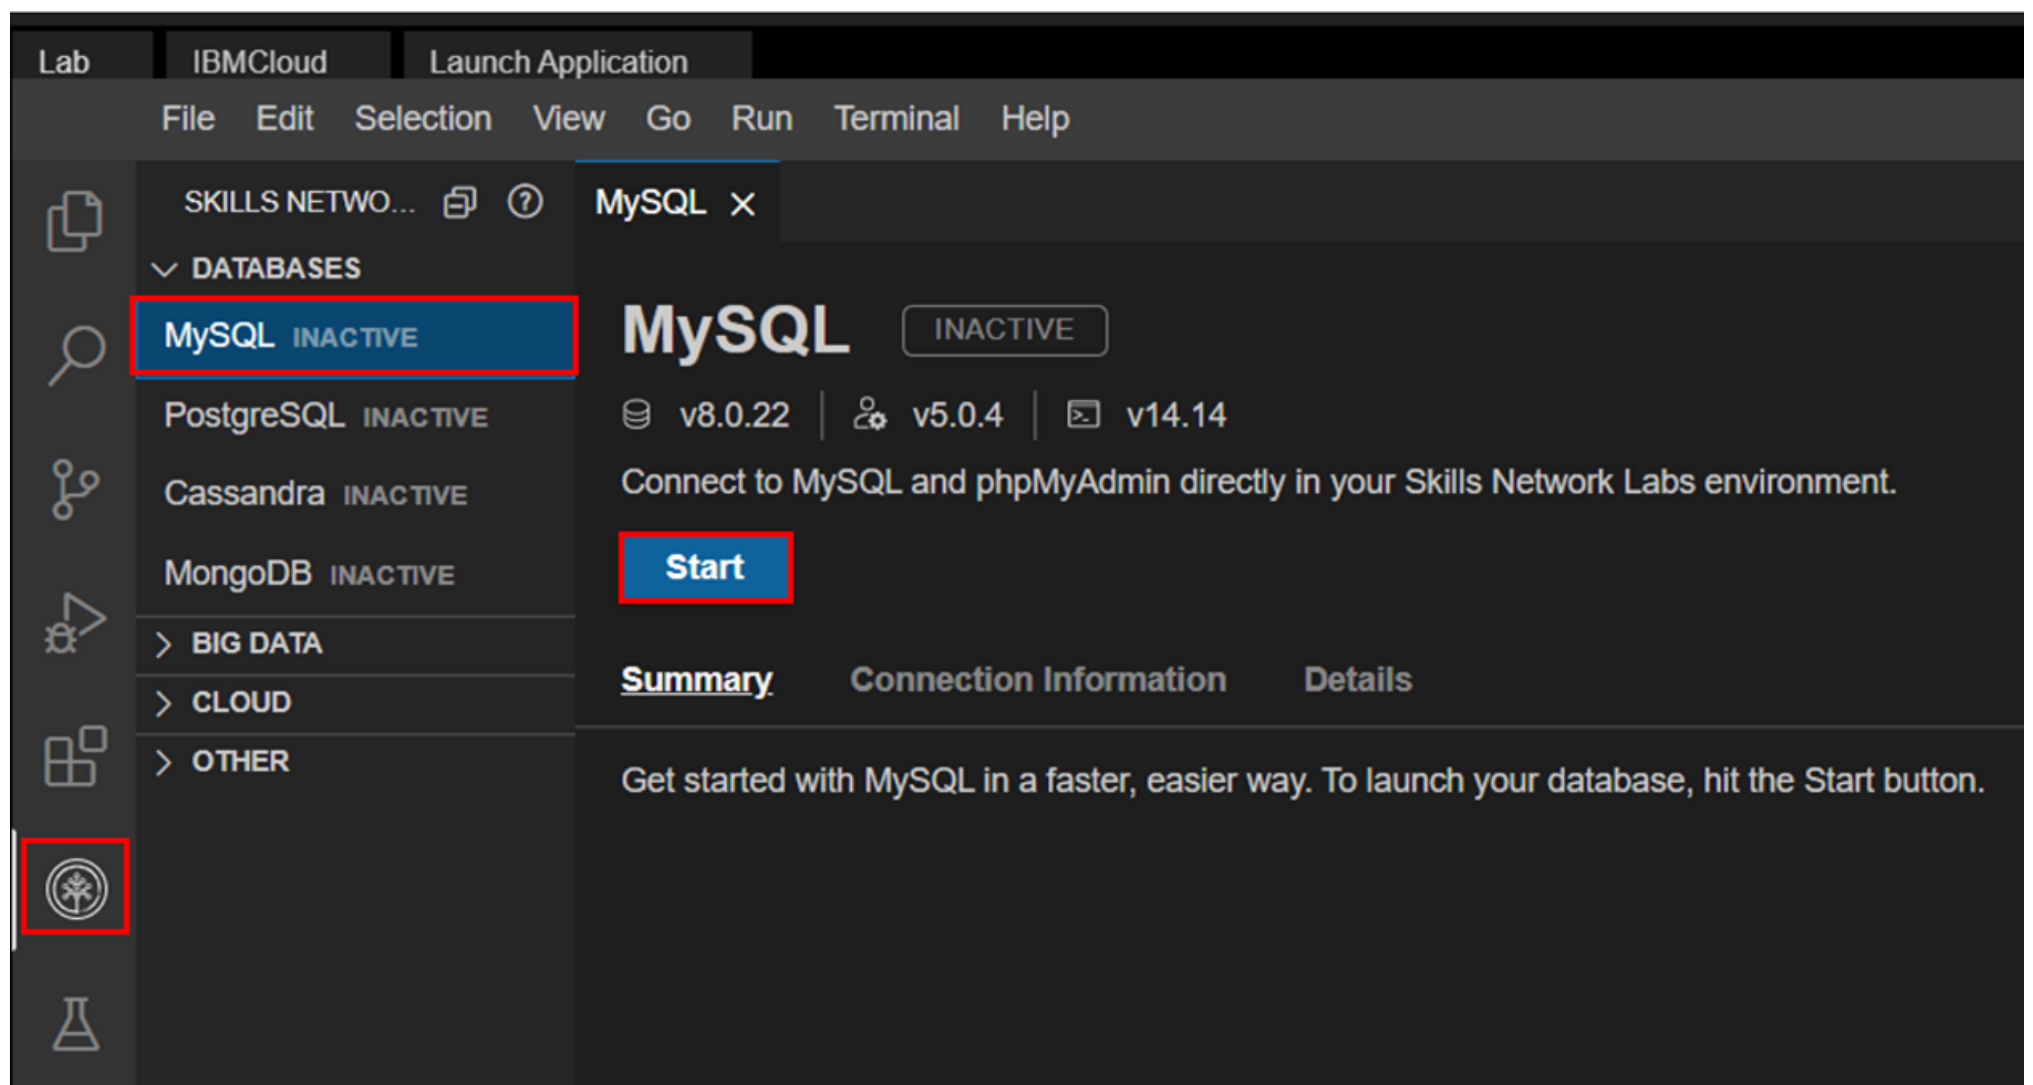 Lab IBMCloud Launch Application
File Edit Selection View Go Run Terminal Help
SKILLS NETWO...
MySQL
DATABASES
MySQL INACTIVE
PostgreSQL INACTIVE
Cassandra INACTIVE
MongoDB INACTIVE
BIG DATA
CLOUD
OTHER
MySQL INACTIVE
v8.0.22 v5.0.4 v14.14
Connect to MySQL and phpMyAdmin directly in your Skills Network Labs environment.
Start
Summary Connection Information Details
Get started with MySQL in a faster, easier way. To launch your database, hit the Start button.